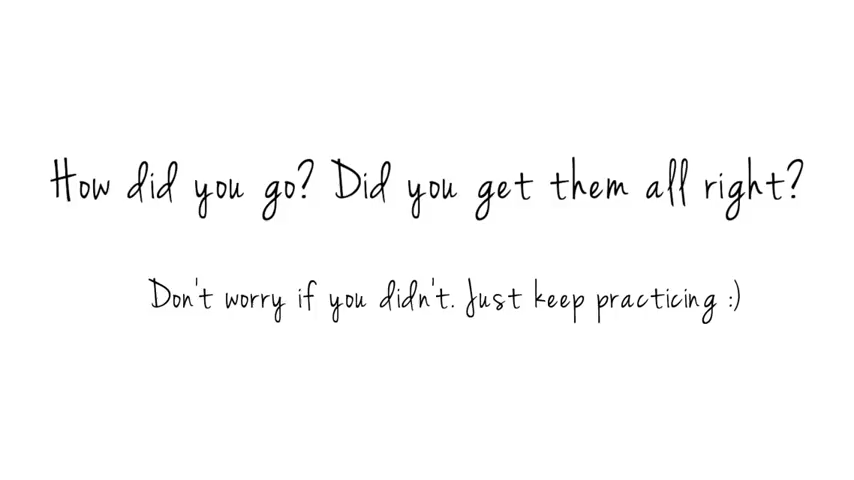 How did you go? Did you get them all right?
Don't worry if you didn't. Just keep practicing :)